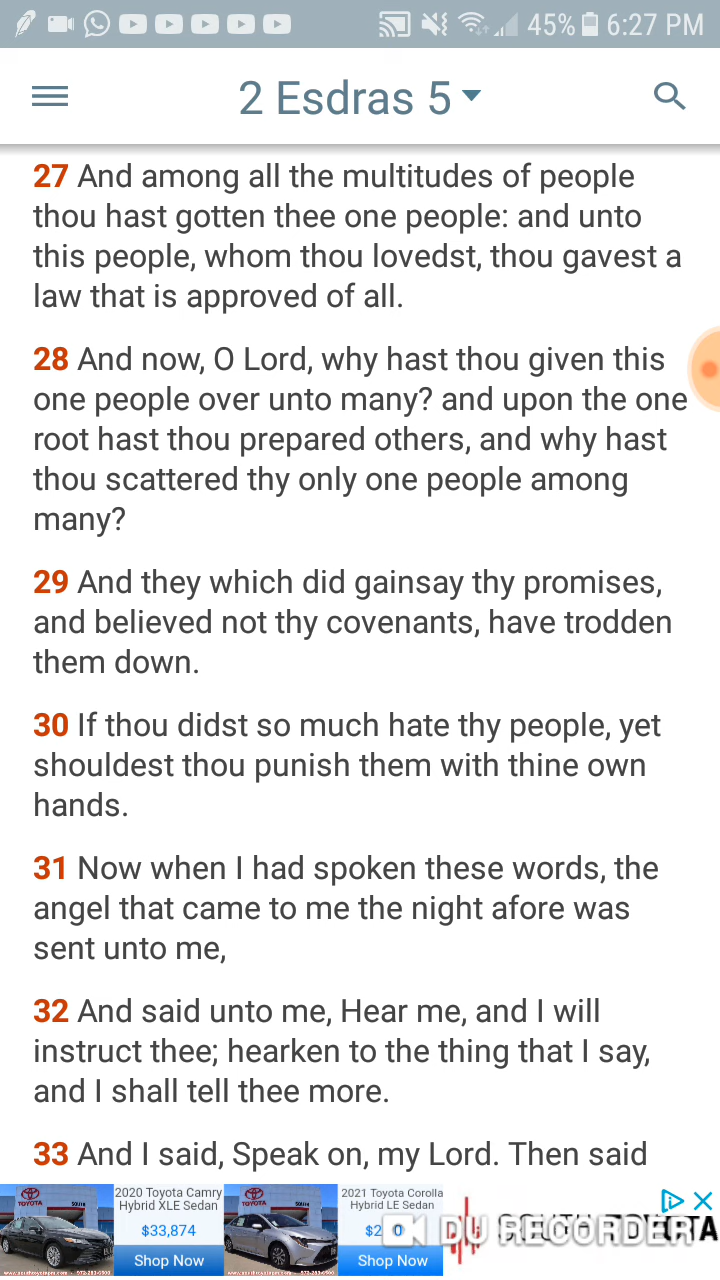 45% 6:27 PM
2 Esdras 5
27 And among all the multitudes of people
thou hast gotten thee one people: and unto
this people, whom thou lovedst, thou gavest a
law that is approved of all.
28 And now, O Lord, why hast thou given this
one people over unto many? and upon the one
root hast thou prepared others, and why hast
thou scattered thy only one people among
many?
29 And they which did gainsay thy promises,
and believed not thy covenants, have trodden
them down.
30 If thou didst so much hate thy people, yet
shouldest thou punish them with thine own
hands.
31 Now when I had spoken these words, the
angel that came to me the night afore was
sent unto me,
32 And said unto me, Hear me, and I will
instruct thee; hearken to the thing that I say,
and I shall tell thee more.
33 And I said, Speak on, my Lord. Then said
TOYOTA
SOUTH
2020 Toyota Camry
Hybrid XLE Sedan
$33,874
Shop Now
TOYOTA
SOUTH
2021 Toyota Corolla
Hybrid LE Sedan
Shop Now
SOUTH TOYOTA
DU RECORDER